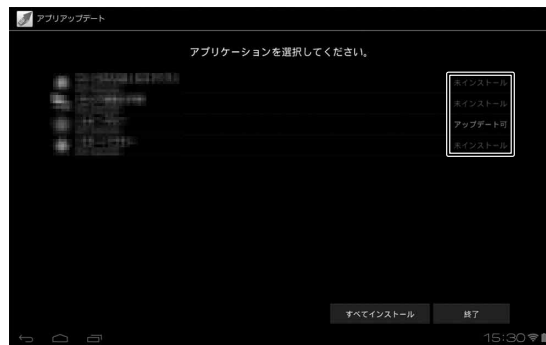 アプリアップデート
アプリケーションを選択してください。
未インストール
未インストール
アップデート可
未インストール
すべてインストール
終了
15:30